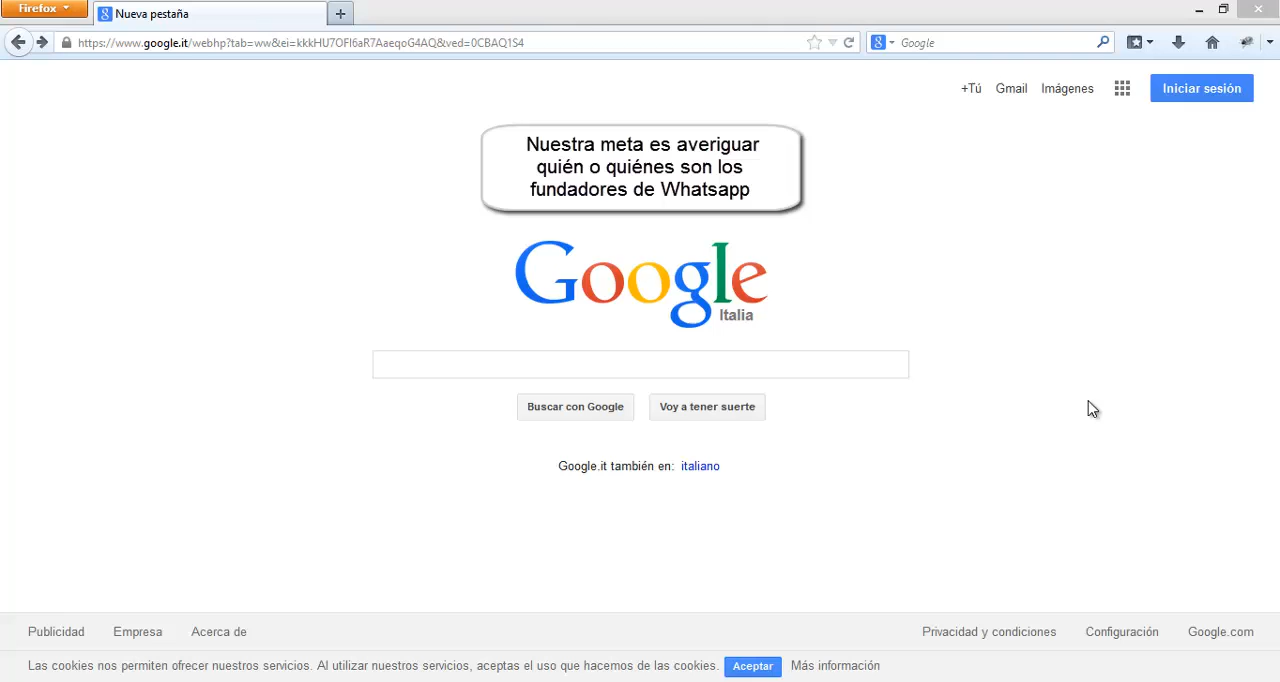 Firefox
Nueva pestaña
https://www.google.it/webhp?tab=ww&ei=kkkHU7OFI6aR7AaeqoG4AQ&ved=0CBAQ1S4
Google
+Tú Gmail Imágenes Iniciar sesión
Nuestra meta es averiguar
quién o quiénes son los
fundadores de Whatsapp
Google
Italia
Buscar con Google Voy a tener suerte
Google.it también en: italiano
Publicidad Empresa Acerca de Privacidad y condiciones Configuración Google.com
Las cookies nos permiten ofrecer nuestros servicios. Al utilizar nuestros servicios, aceptas el uso que hacemos de las cookies. Aceptar Más información